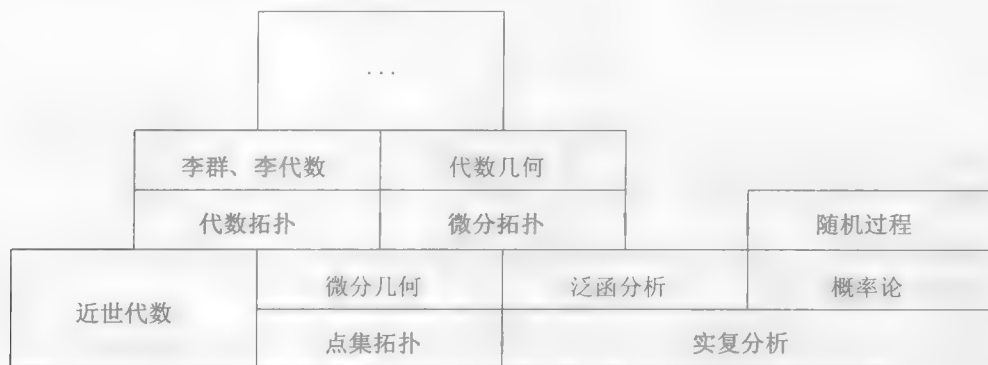 ...
李群、李代数
代数几何
代数拓扑
微分拓扑
随机过程
近世代数
微分几何
泛函分析
概率论
点集拓扑
实复分析